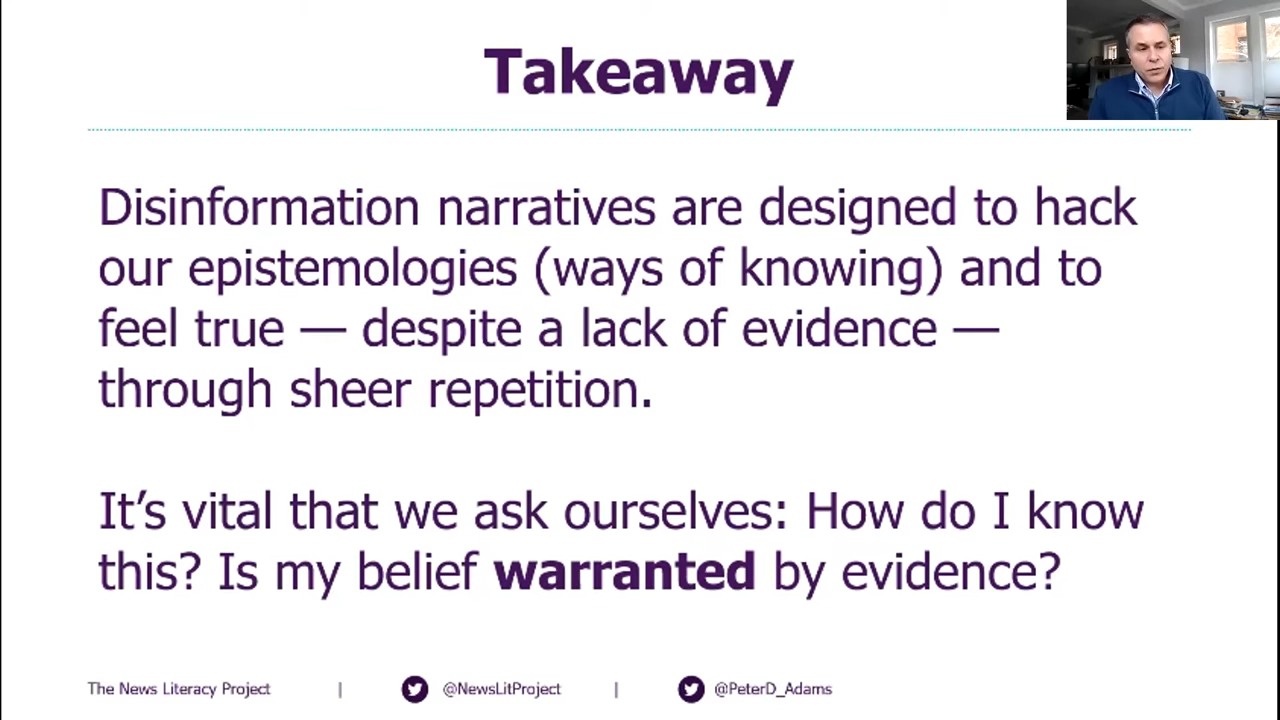 Takeaway
Disinformation narratives are designed to hack
our epistemologies (ways of knowing) and to
feel true — despite a lack of evidence —
through sheer repetition.
It’s vital that we ask ourselves: How do I know
this? Is my belief warranted by evidence?
The News Literacy Project | @NewsLitProject | @PeterD_Adams